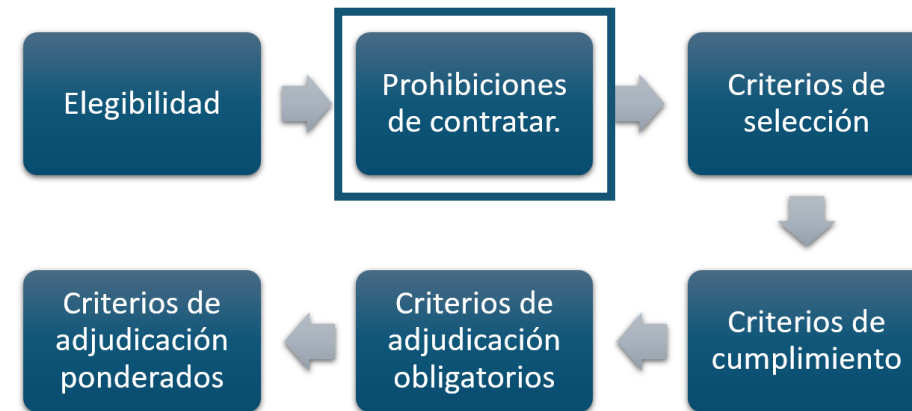 Elegibilidad
Prohibiciones
de contratar.
Criterios de
selección
Criterios de
cumplimiento
Criterios de
adjudicación
obligatorios
Criterios de
adjudicación
ponderados